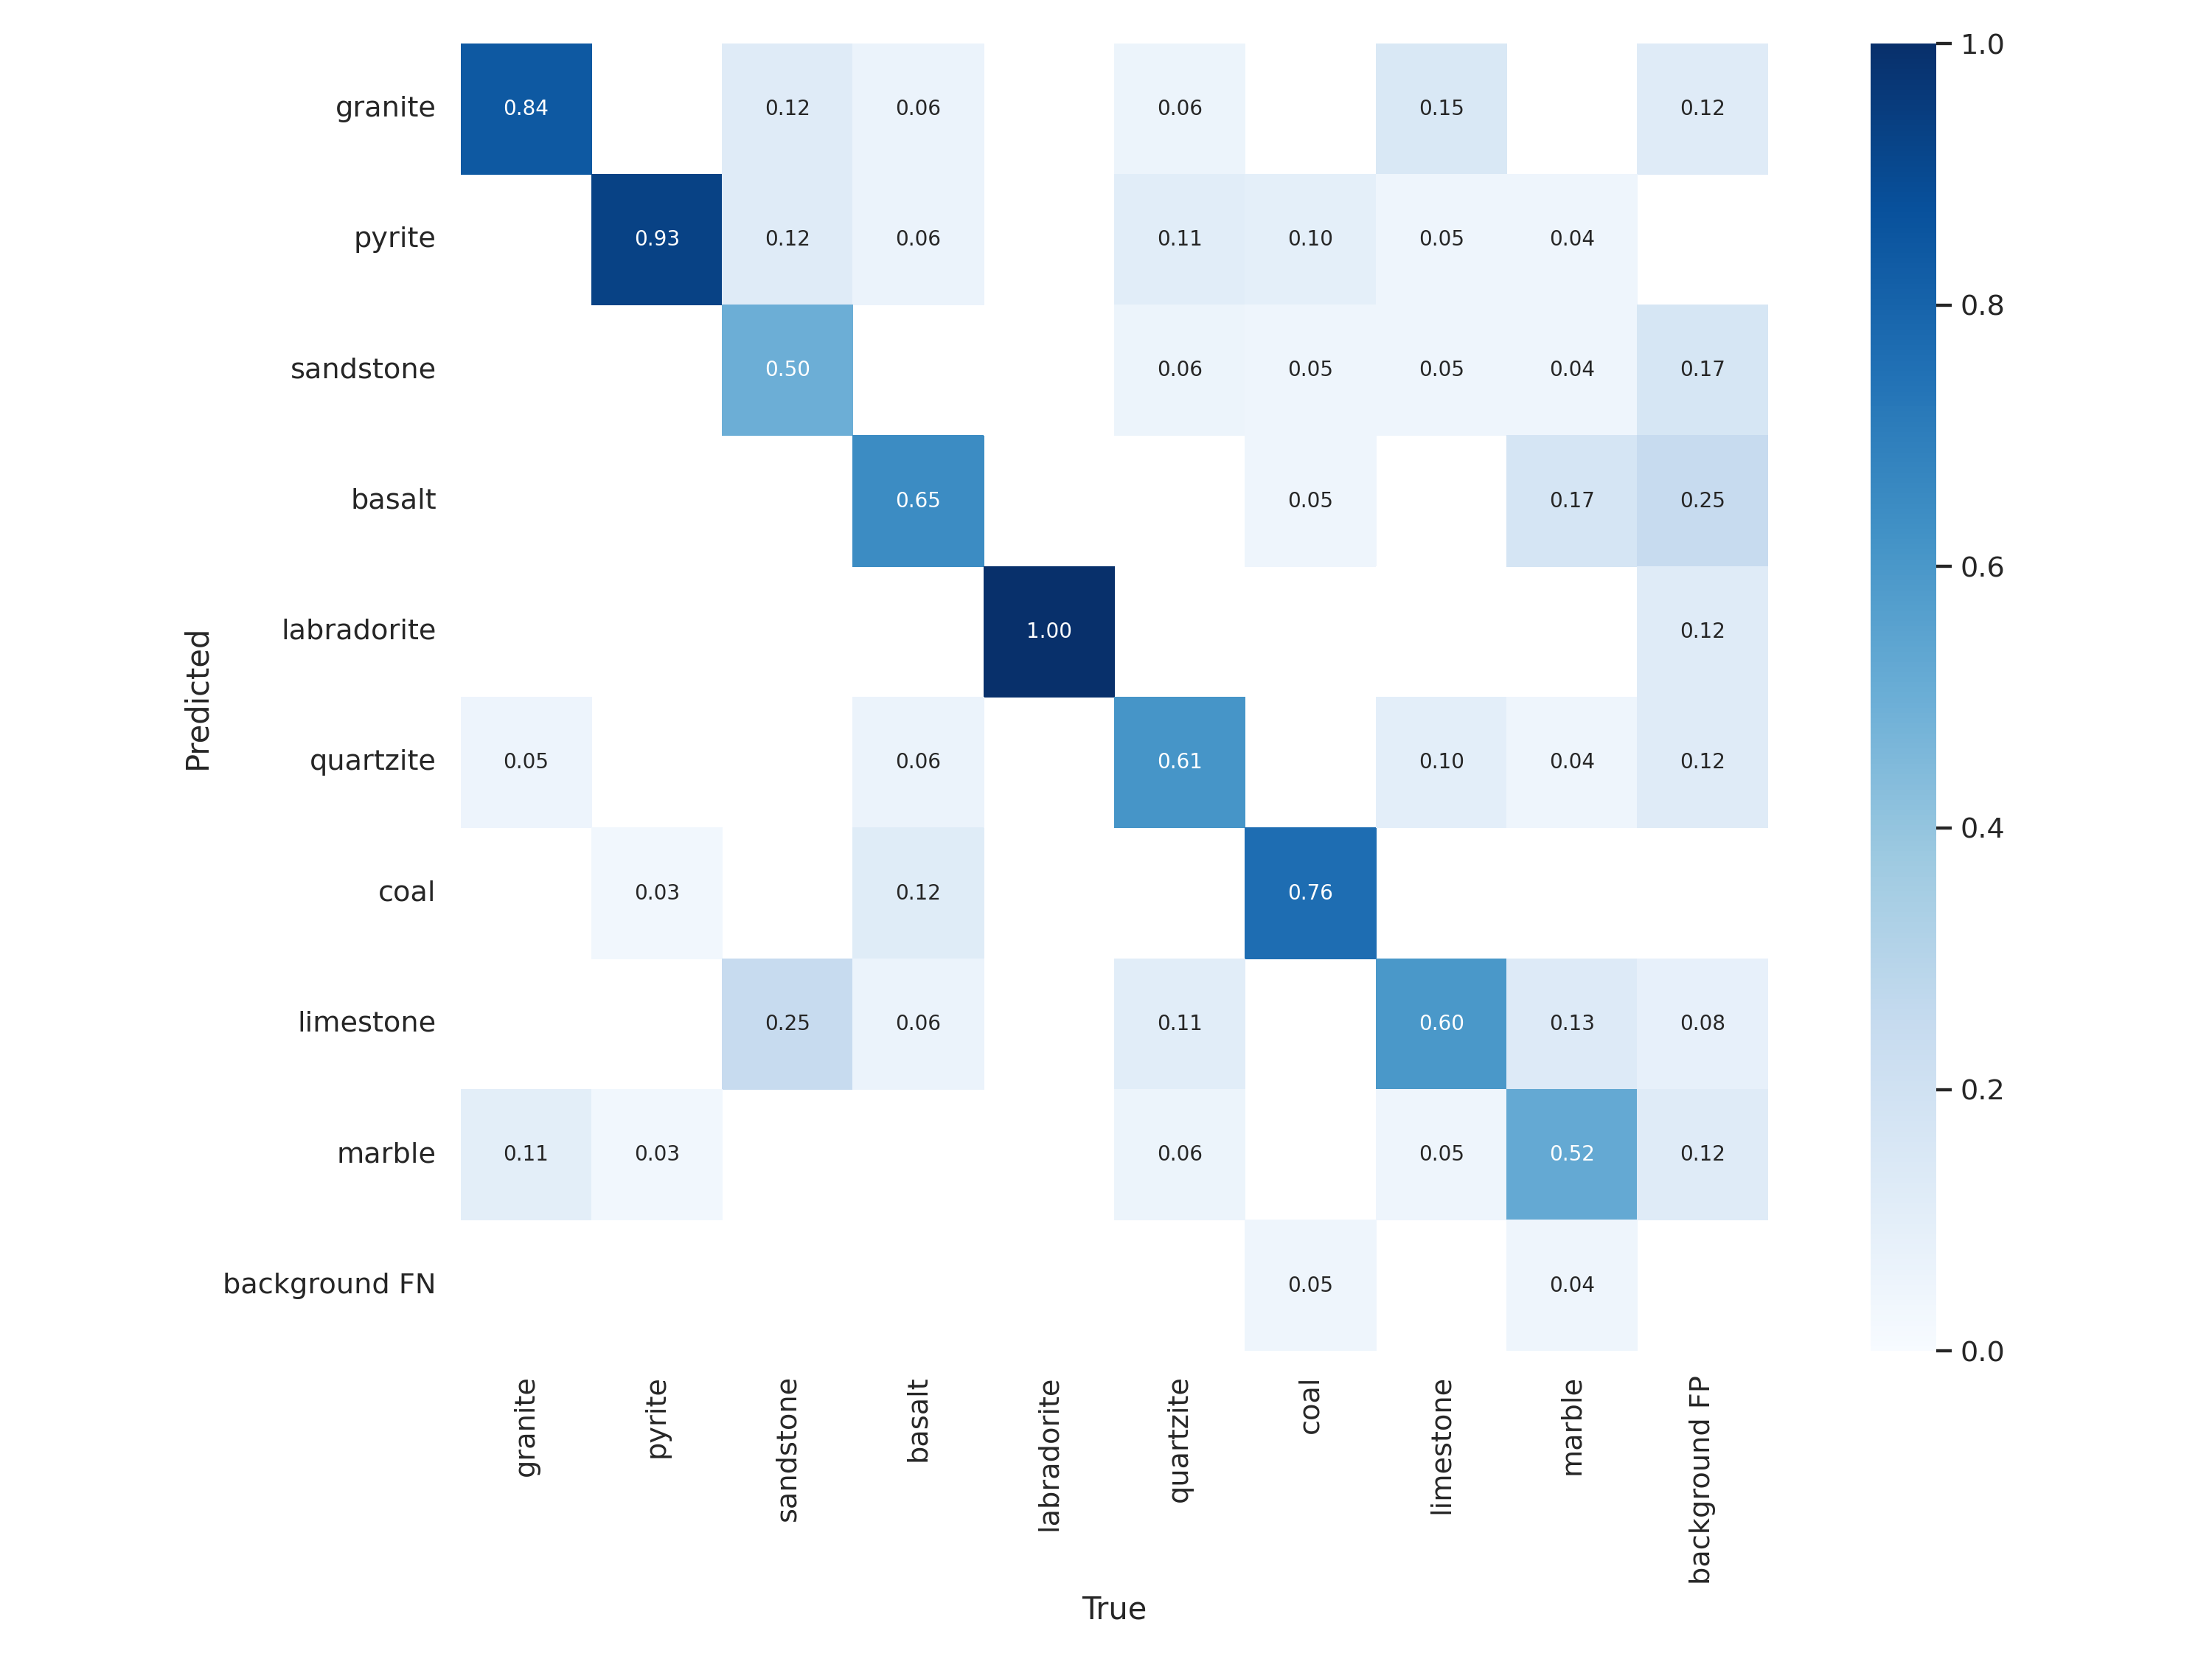 granite 0.84 0.12 0.06 0.06 0.15 0.12
pyrite 0.93 0.12 0.06 0.11 0.10 0.05 0.04
sandstone 0.50 0.06 0.05 0.05 0.04 0.17
basalt 0.65 0.05 0.17 0.25
labradorite 1.00 0.12
quartzite 0.05 0.06 0.61 0.10 0.04 0.12
coal 0.03 0.12 0.76
limestone 0.25 0.06 0.11 0.60 0.13 0.08
marble 0.11 0.03 0.06 0.05 0.52 0.12
background FN 0.05 0.04
Predicted
granite
pyrite
sandstone
basalt
labradorite
quartzite
coal
limestone
marble
background FP
True
1.0
0.8
0.6
0.4
0.2
0.0